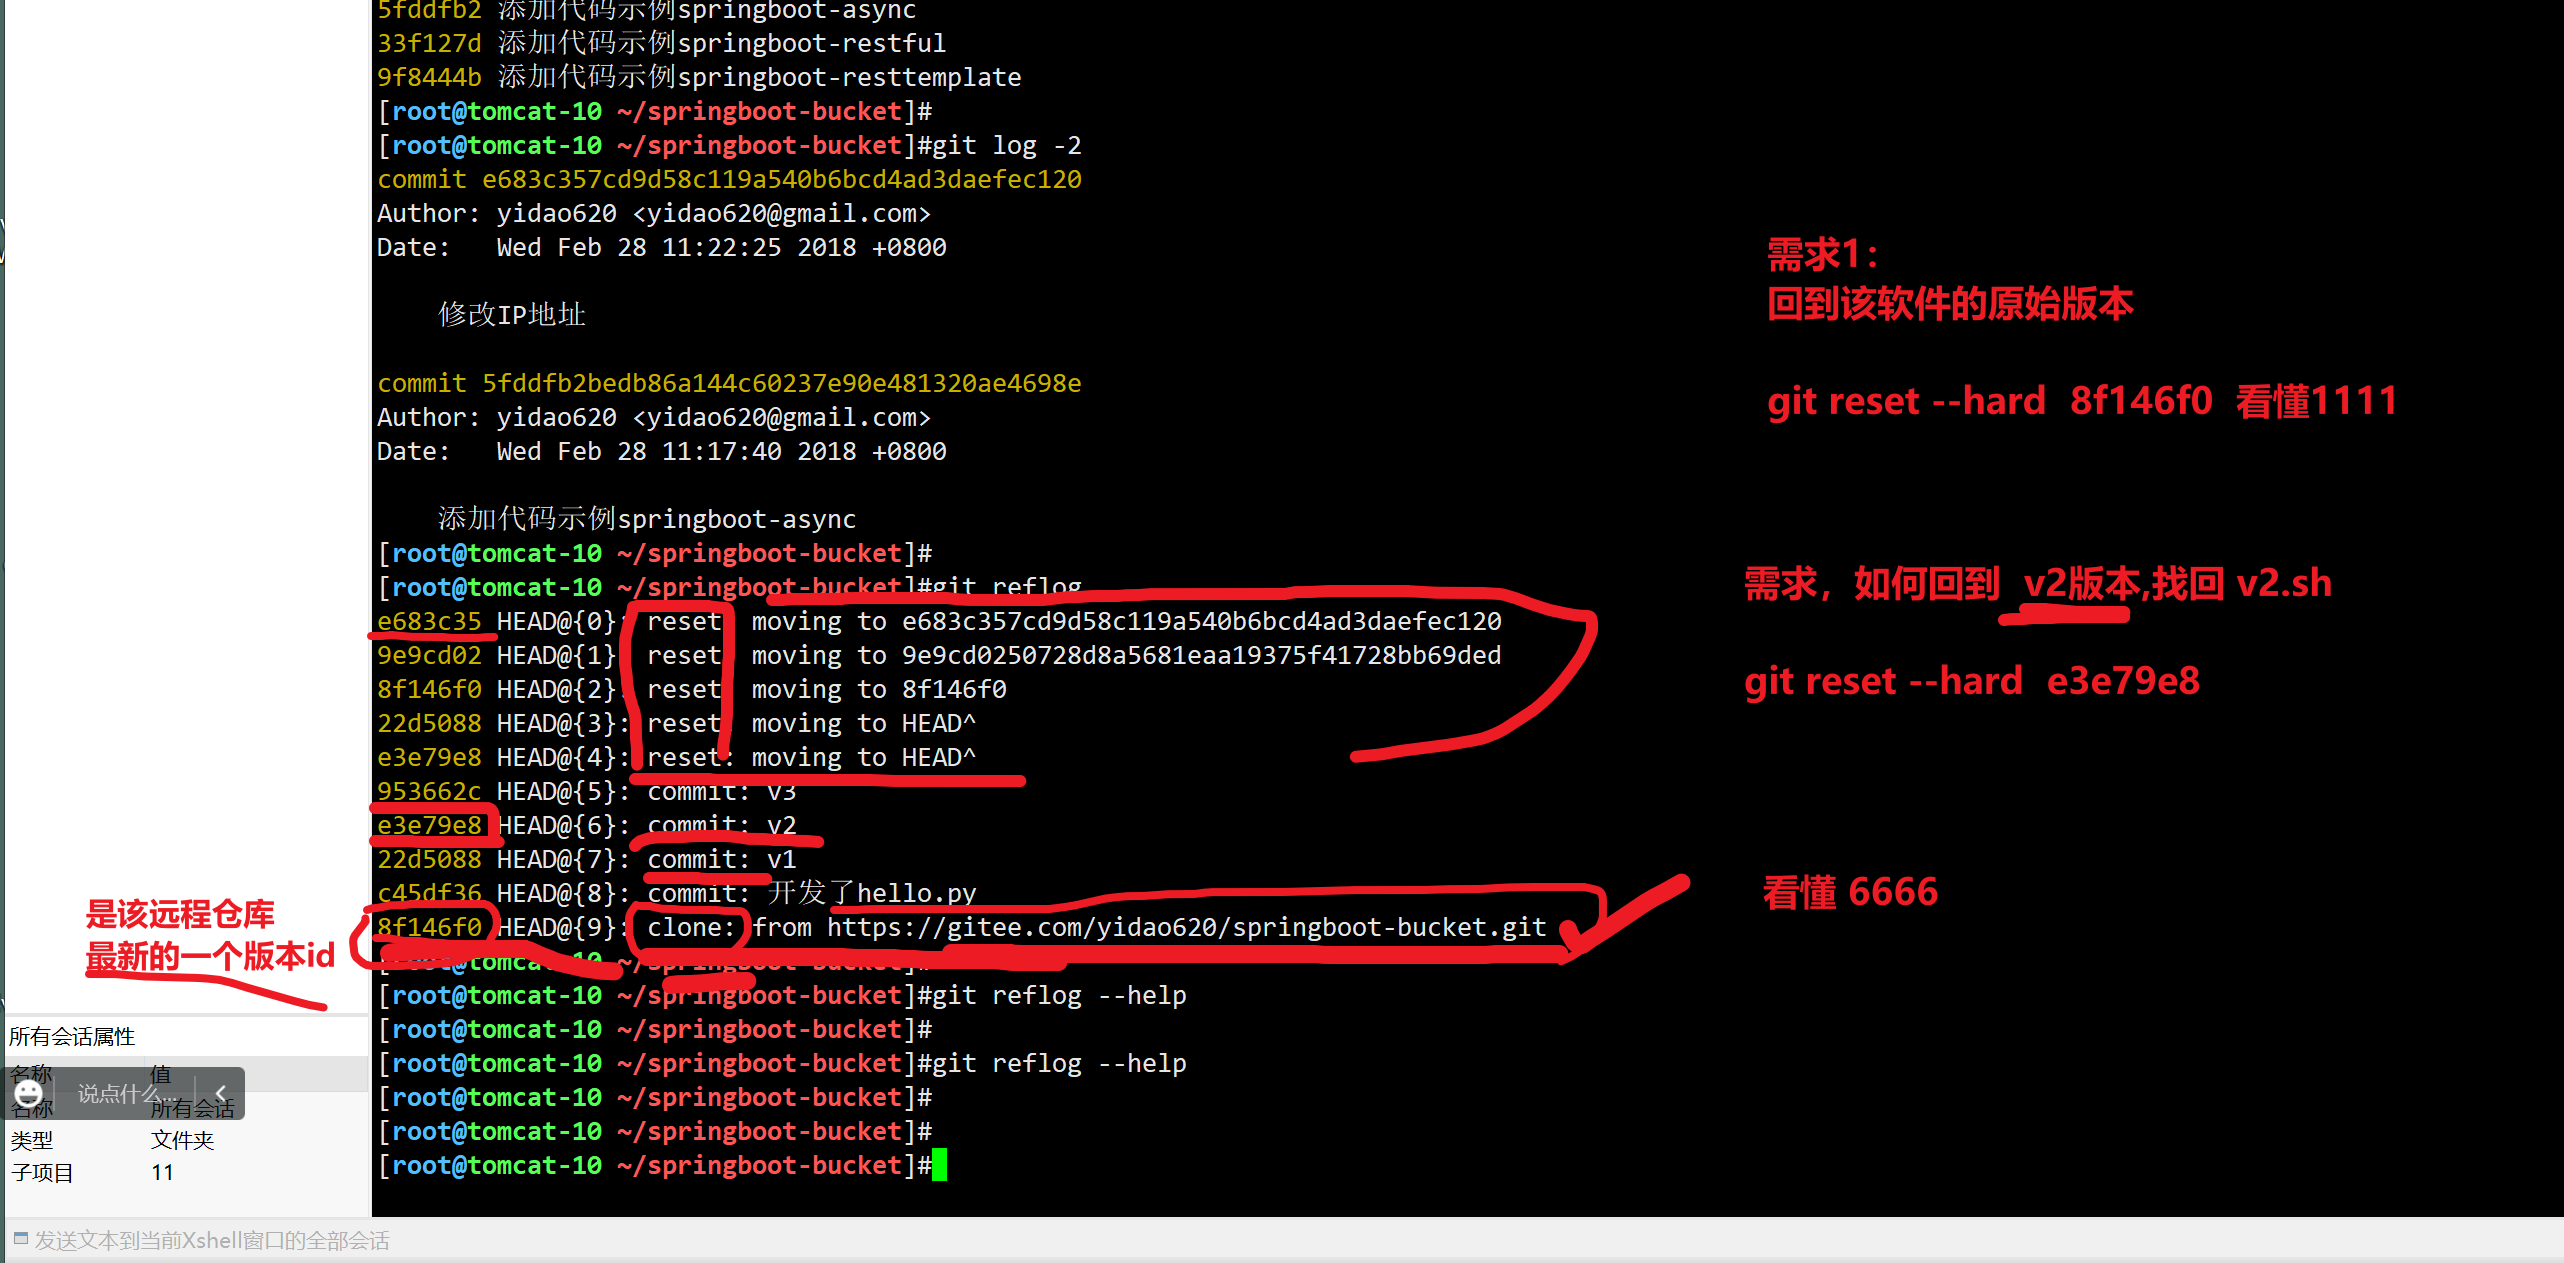 5fddfb2 添加代码示例springboot-async
33f127d 添加代码示例springboot-restful
9f8444b 添加代码示例springboot-resttemplate
[root@tomcat-10 ~/springboot-bucket]#
[root@tomcat-10 ~/springboot-bucket]#git log -2
commit e683c357cd9d58c119a540b6bcd4ad3daefec120
Author: yidao620 <yidao620@gmail.com>
Date:   Wed Feb 28 11:22:25 2018 +0800
修改IP地址
commit 5fddfb2bedb86a144c60237e90e481320ae4698e
Author: yidao620 <yidao620@gmail.com>
Date:   Wed Feb 28 11:17:40 2018 +0800
添加代码示例springboot-async
[root@tomcat-10 ~/springboot-bucket]#
[root@tomcat-10 ~/springboot-bucket]#git reflog
e683c35 HEAD@{0}: reset: moving to e683c357cd9d58c119a540b6bcd4ad3daefec120
9e9cd02 HEAD@{1}: reset: moving to 9e9cd0250728d8a5681eaa19375f41728bb69ded
8f146f0 HEAD@{2}: reset: moving to 8f146f0
22d5088 HEAD@{3}: reset: moving to HEAD^
e3e79e8 HEAD@{4}: reset: moving to HEAD^
953662c HEAD@{5}: commit: v3
e3e79e8 HEAD@{6}: commit: v2
22d5088 HEAD@{7}: commit: v1
c45df36 HEAD@{8}: commit: 开发了hello.py
8f146f0 HEAD@{9}: clone: from https://gitee.com/yidao620/springboot-bucket.git
[root@tomcat-10 ~/springboot-bucket]#
[root@tomcat-10 ~/springboot-bucket]#git reflog --help
[root@tomcat-10 ~/springboot-bucket]#
[root@tomcat-10 ~/springboot-bucket]#git reflog --help
[root@tomcat-10 ~/springboot-bucket]#
[root@tomcat-10 ~/springboot-bucket]#
[root@tomcat-10 ~/springboot-bucket]#
需求1：
回到该软件的原始版本
git reset --hard  8f146f0  看懂1111
需求，如何回到  v2版本,找回 v2.sh
git reset --hard  e3e79e8
看懂 6666
是该远程仓库
最新的一个版本id
所有会话属性
名称 值
说点什么...
名称 所有会话
类型 文件夹
子项目 11
发送文本到当前Xshell窗口的全部会话